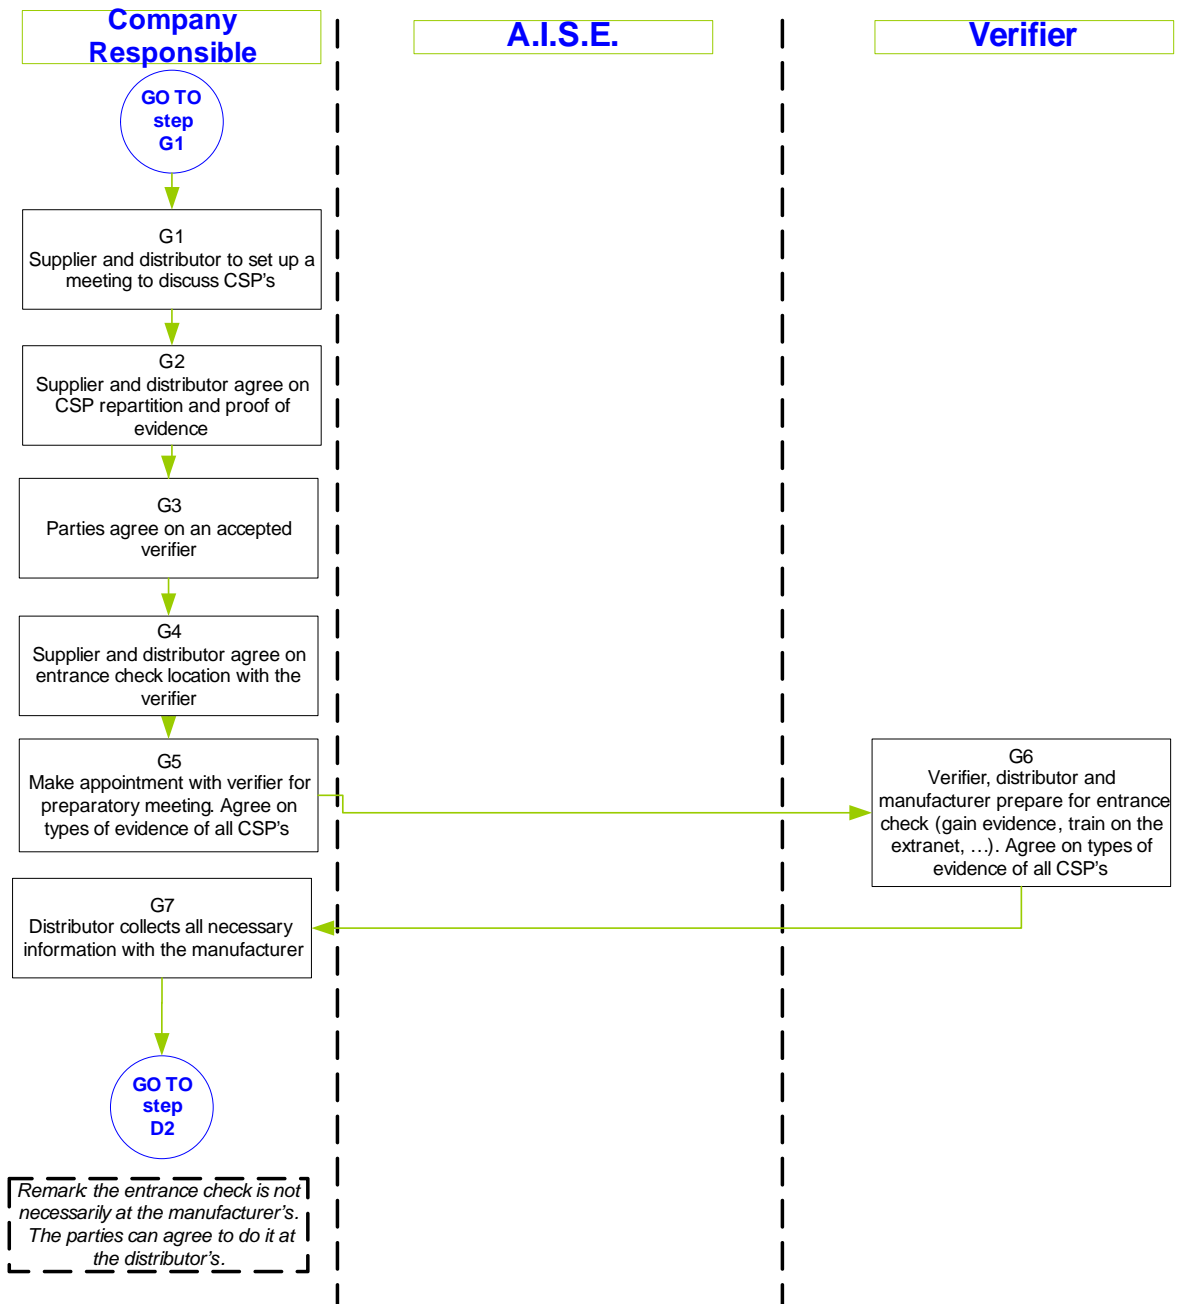 Company
Responsible
A.I.S.E.
Verifier
GO TO
step
G1
G1
Supplier and distributor to set up a
meeting to discuss CSP's
G2
Supplier and distributor agree on
CSP repartition and proof of
evidence
G3
Parties agree on an accepted
verifier
G4
Supplier and distributor agree on
entrance check location with the
verifier
G5
Make appointment with verifier for
preparatory meeting. Agree on
types of evidence of all CSP's
G6
Verifier, distributor and
manufacturer prepare for entrance
check (gain evidence, train on the
extranet, …). Agree on types of
evidence of all CSP's
G7
Distributor collects all necessary
information with the manufacturer
GO TO
step
D2
Remark: the entrance check is not
necessarily at the manufacturer's.
The parties can agree to do it at
the distributor's.